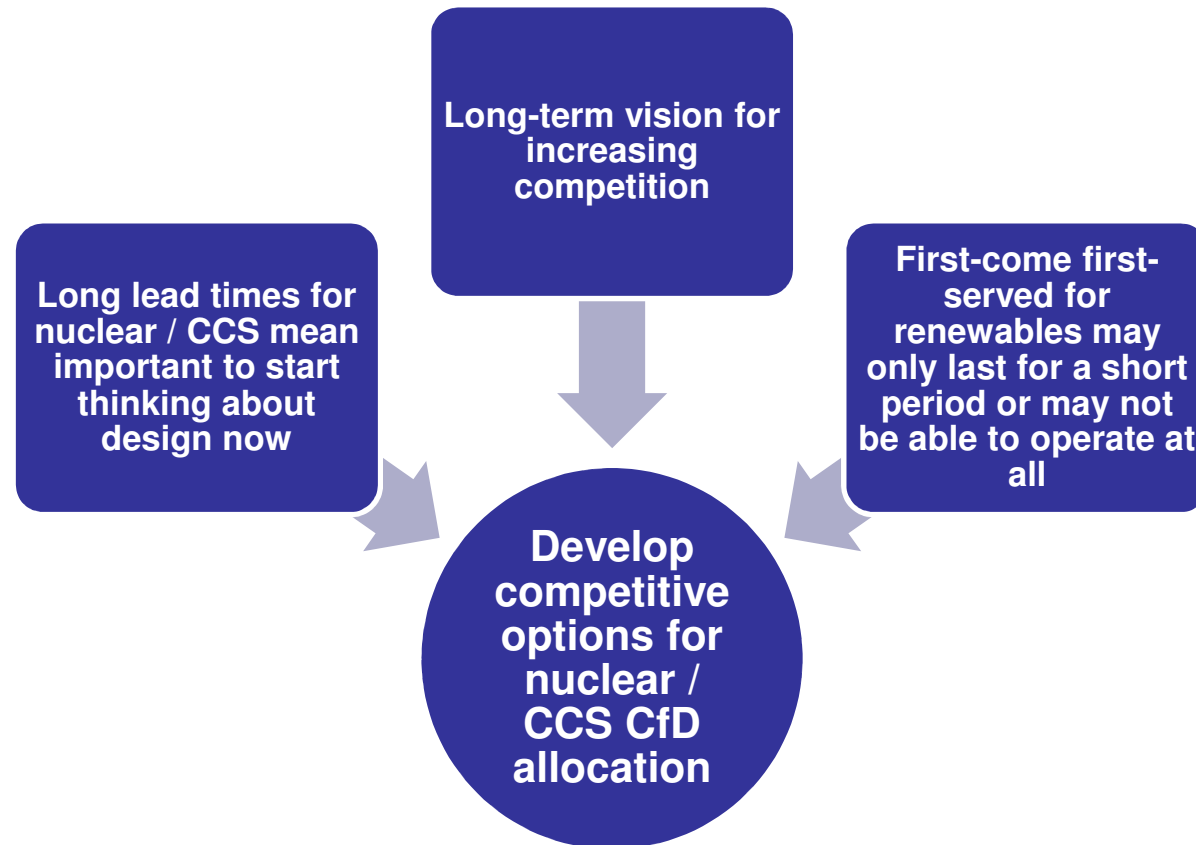 Long-term vision for
increasing
competition
Long lead times for
nuclear / CCS mean
important to start
thinking about
design now
First-come first-
served for
renewables may
only last for a short
period or may not
be able to operate at
all
Develop
competitive
options for
nuclear /
CCS CfD
allocation